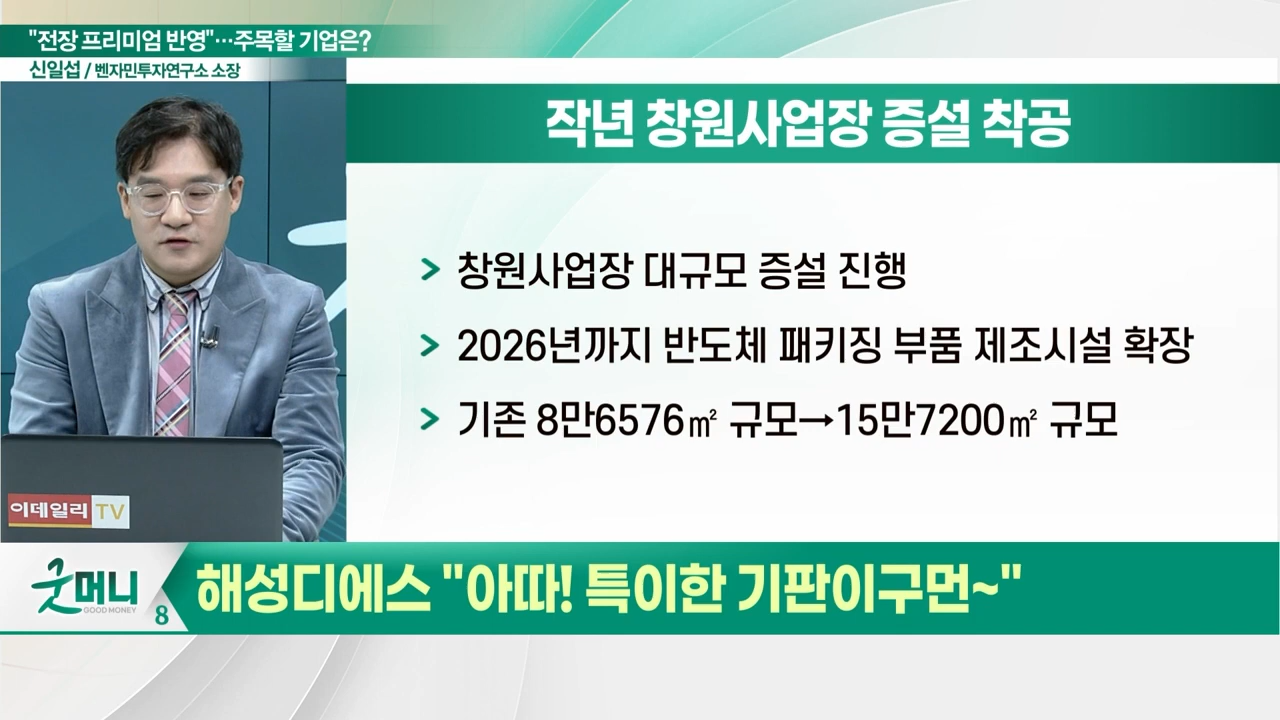 "전장 프리미엄 반영"…주목할 기업은?
신일섭 / 벤자민투자연구소 소장
작년 창원사업장 증설 착공
> 창원사업장 대규모 증설 진행
> 2026년까지 반도체 패키징 부품 제조시설 확장
> 기존 8만6576㎡ 규모→15만7200㎡ 규모
이데일리 TV
굿머니
GOOD MONEY
8
해성디에스 "아따! 특이한 기판이구먼~"